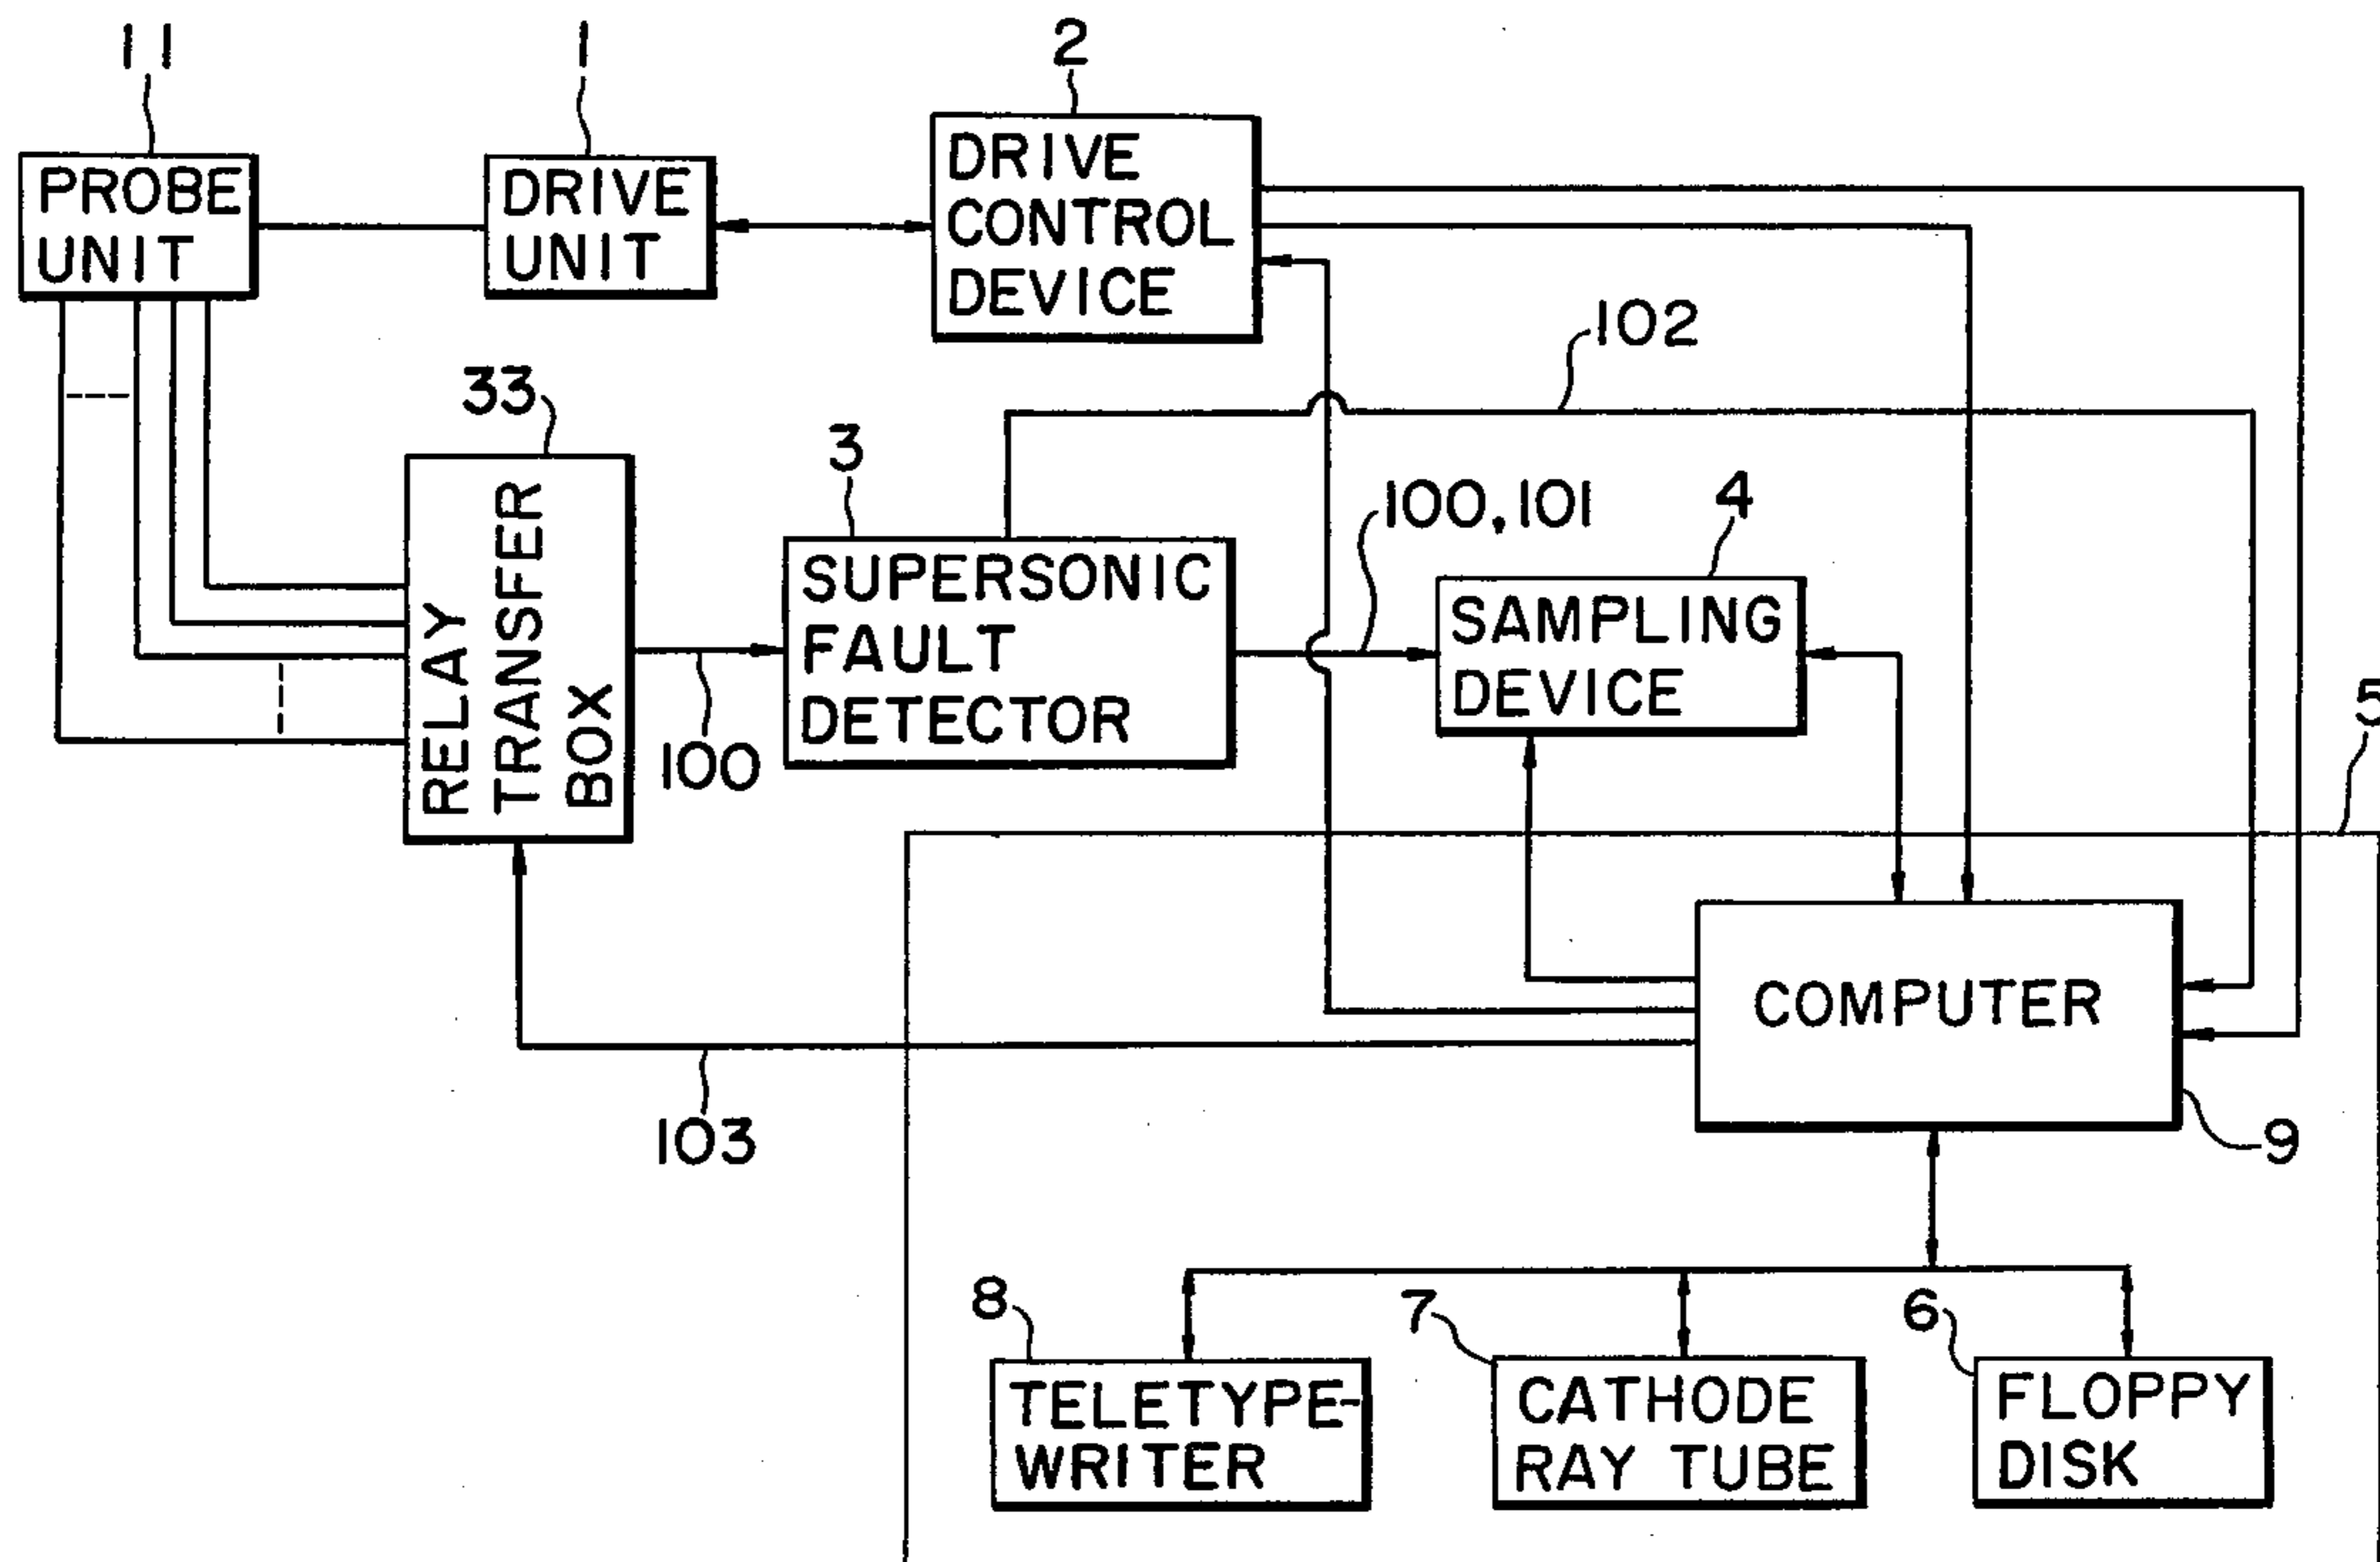 11
1
2
PROBE
UNIT
DRIVE
UNIT
DRIVE
CONTROL
DEVICE
102
33
3
100, 101
4
RELAY
TRANSFER
BOX
SUPERSONIC
FAULT
DETECTOR
SAMPLING
DEVICE
100
5
COMPUTER
103
9
8
7
6
TELETYPE-
WRITER
CATHODE
RAY TUBE
FLOPPY
DISK